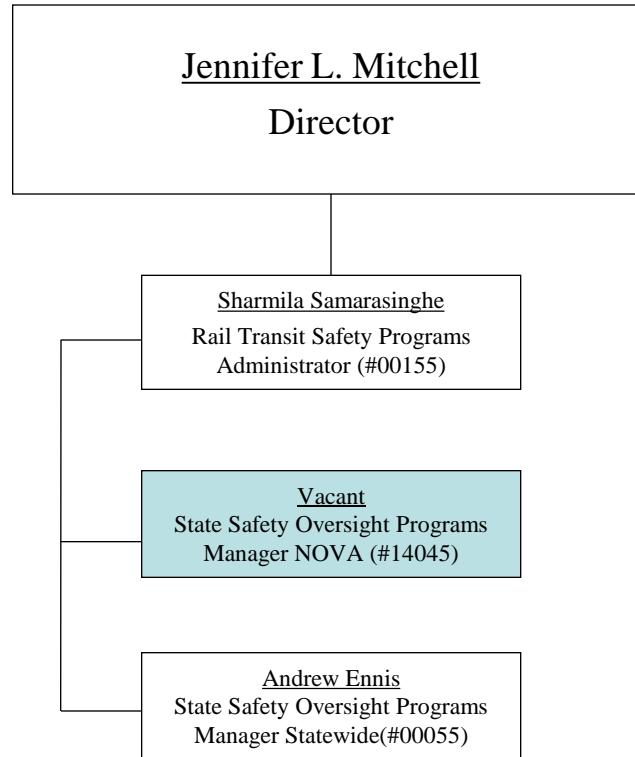 Jennifer L. Mitchell
Director
Sharmila Samarasinghe
Rail Transit Safety Programs
Administrator (#00155)
Vacant
State Safety Oversight Programs
Manager NOVA (#14045)
Andrew Ennis
State Safety Oversight Programs
Manager Statewide(#00055)